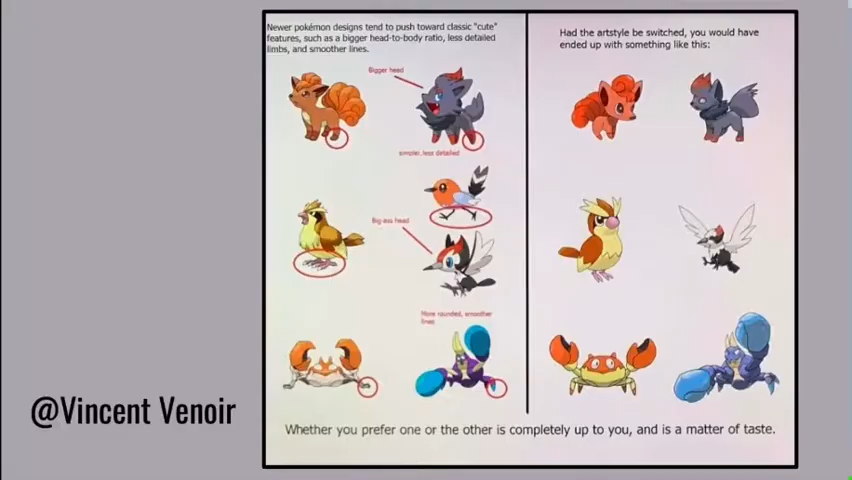 Newer pokémon designs tend to push toward classic "cute"
features, such as a bigger head-to-body ratio, less detailed
limbs, and smoother lines.
Bigger head
simpler, less detailed
Big-ass head
More rounded, smoother
lines
Had the artstyle be switched, you would have
ended up with something like this:
@Vincent Venoir
Whether you prefer one or the other is completely up to you, and is a matter of taste.